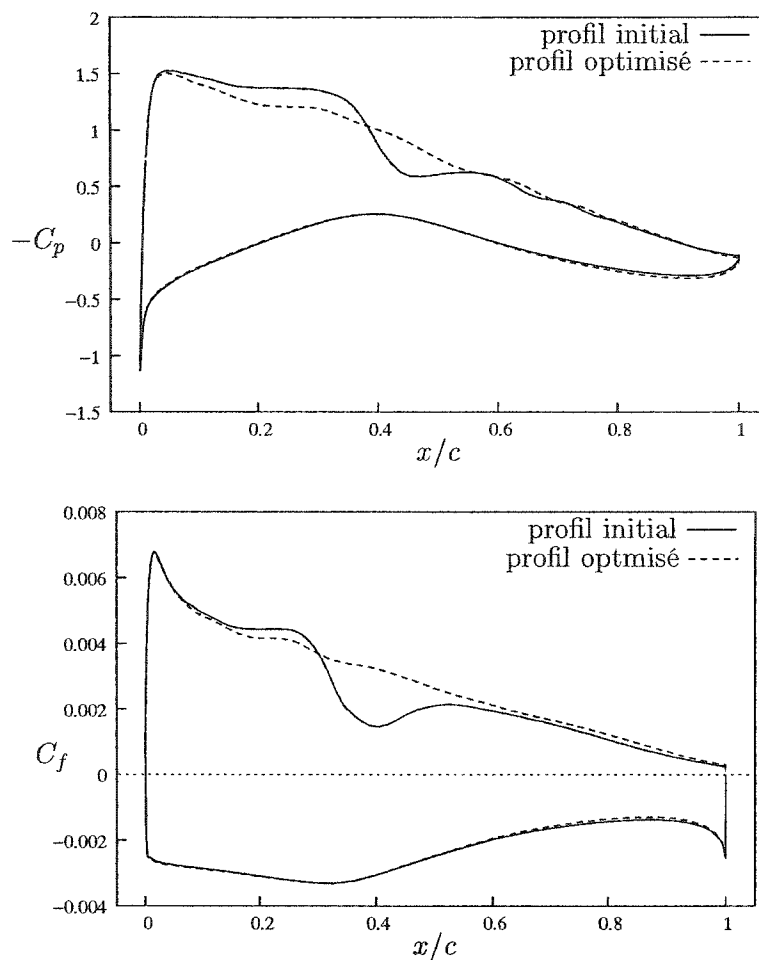 2
profil initial
profil optimisé
1.5
1
0.5
−Cp
0
−0.5
−1
−1.5
0 0.2 0.4 0.6 0.8 1
x/c
0.008
profil initial
profil optmisé
0.006
0.004
0.002
Cf
0
−0.002
−0.004
0 0.2 0.4 0.6 0.8 1
x/c